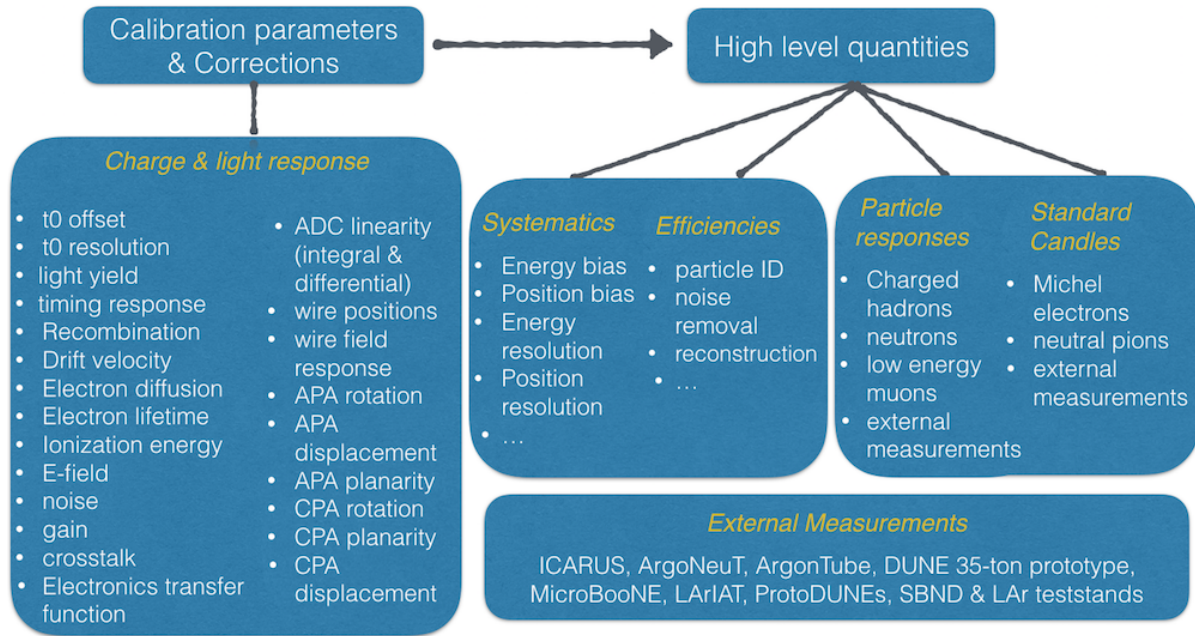 Calibration parameters
& Corrections
High level quantities
Charge & light response
• t0 offset
• t0 resolution
• light yield
• timing response
• Recombination
• Drift velocity
• Electron diffusion
• Electron lifetime
• Ionization energy
• E-field
• noise
• gain
• crosstalk
• Electronics transfer
function
• ADC linearity
(integral &
differential)
• wire positions
• wire field
response
• APA rotation
• APA
displacement
• APA planarity
• CPA rotation
• CPA planarity
• CPA
displacement
Systematics
• Energy bias
• Position bias
• Energy
resolution
• Position
resolution
• …
Efficiencies
• particle ID
• noise
removal
• reconstruction
• …
Particle
responses
• Charged
hadrons
• neutrons
• low energy
muons
• external
measurements
Standard
Candles
• Michel
electrons
• neutral pions
• external
measurements
External Measurements
ICARUS, ArgoNeuT, ArgonTube, DUNE 35-ton prototype,
MicroBooNE, LArIAT, ProtoDUNEs, SBND & LAr teststands